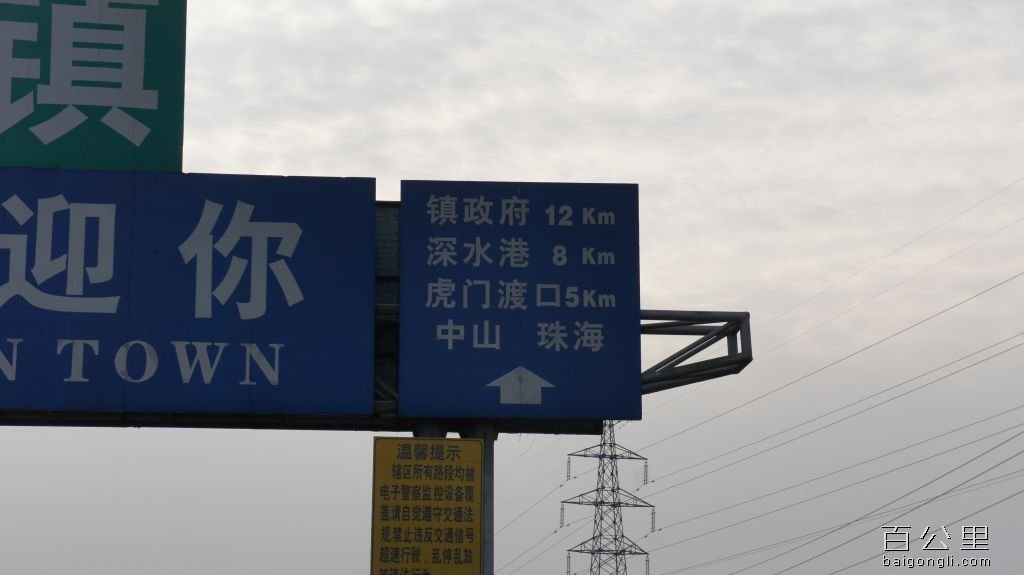 镇
迎 你
N TOWN
镇政府 12 Km
深水港 8 Km
虎门渡口5Km
中山 珠海
温馨提示
辖区所有路段均被
电子警察监控设备覆
盖,请自觉遵守交通法
规,禁止违反交通信号
超速行驶、乱停乱放
百公里
baigongli.com